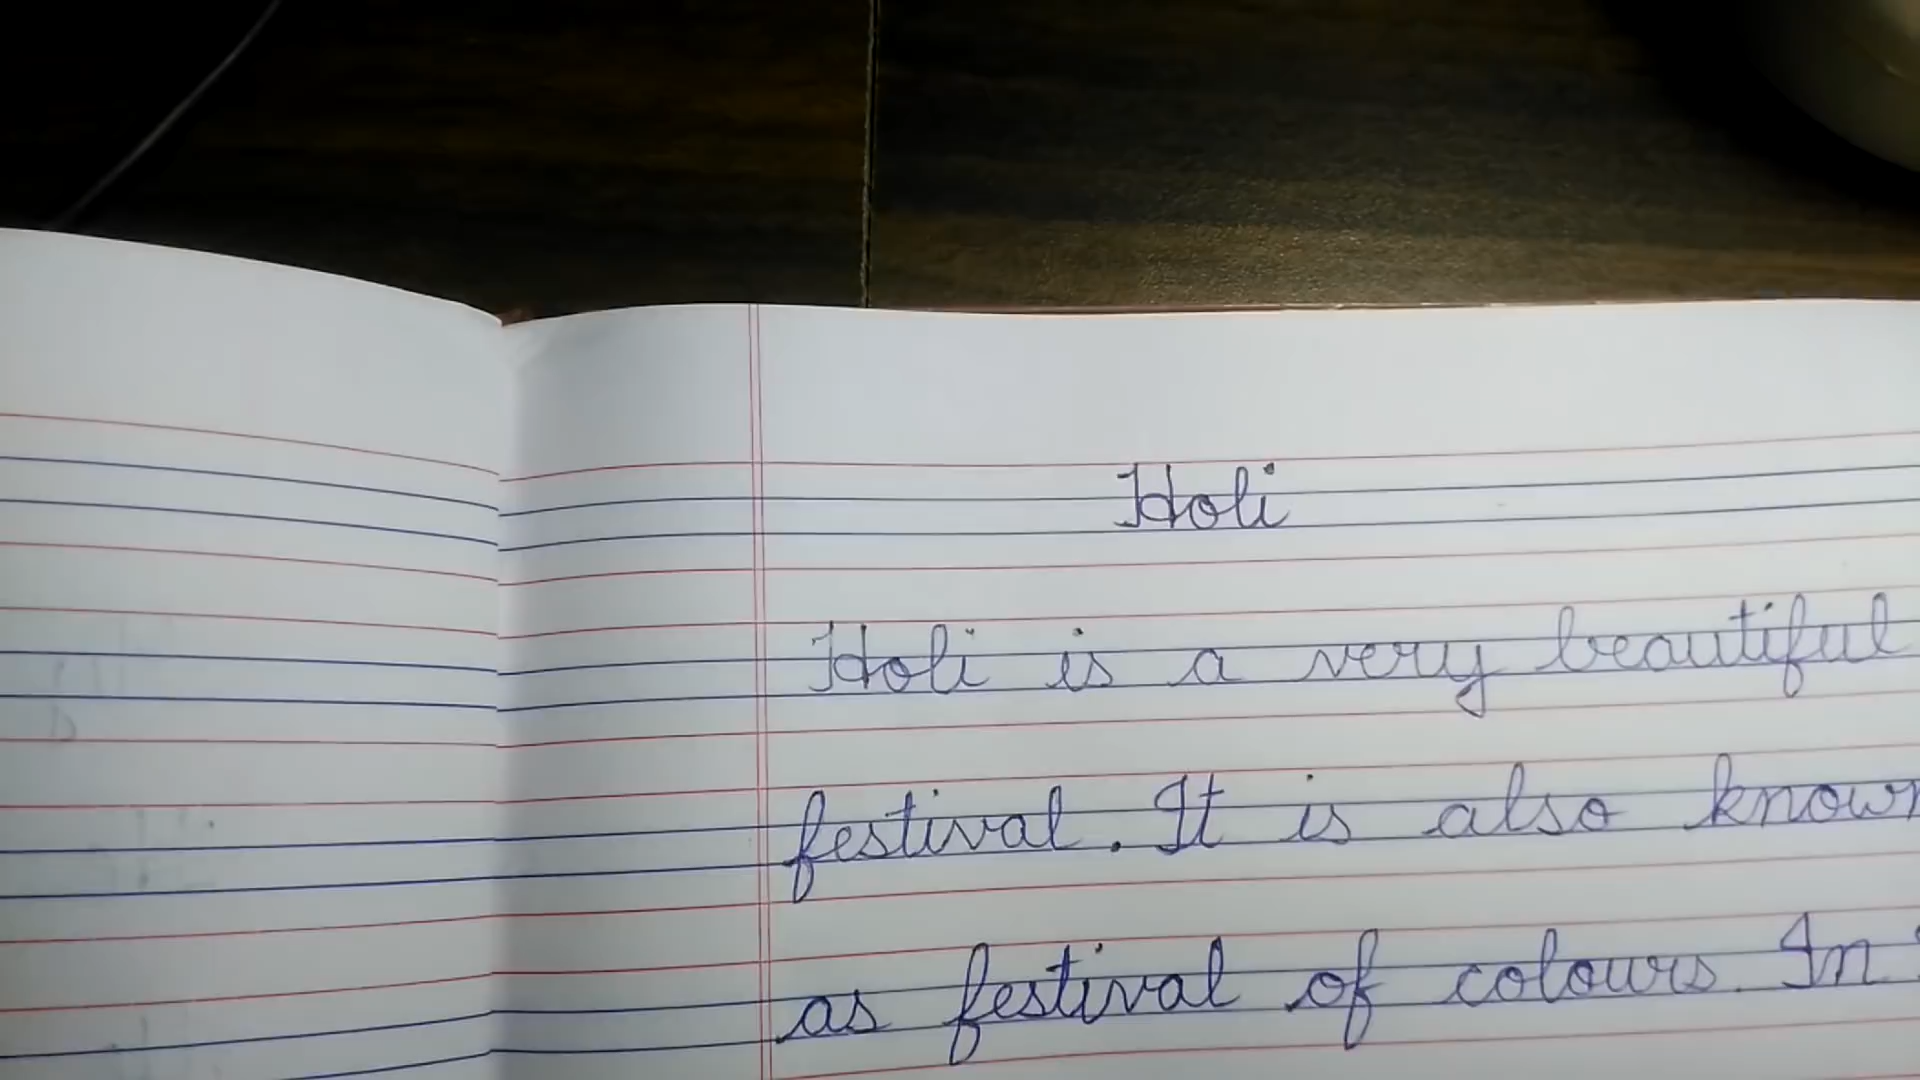 Holi
Holi is a very beautiful
festival. It is also known
as festival of colours. In